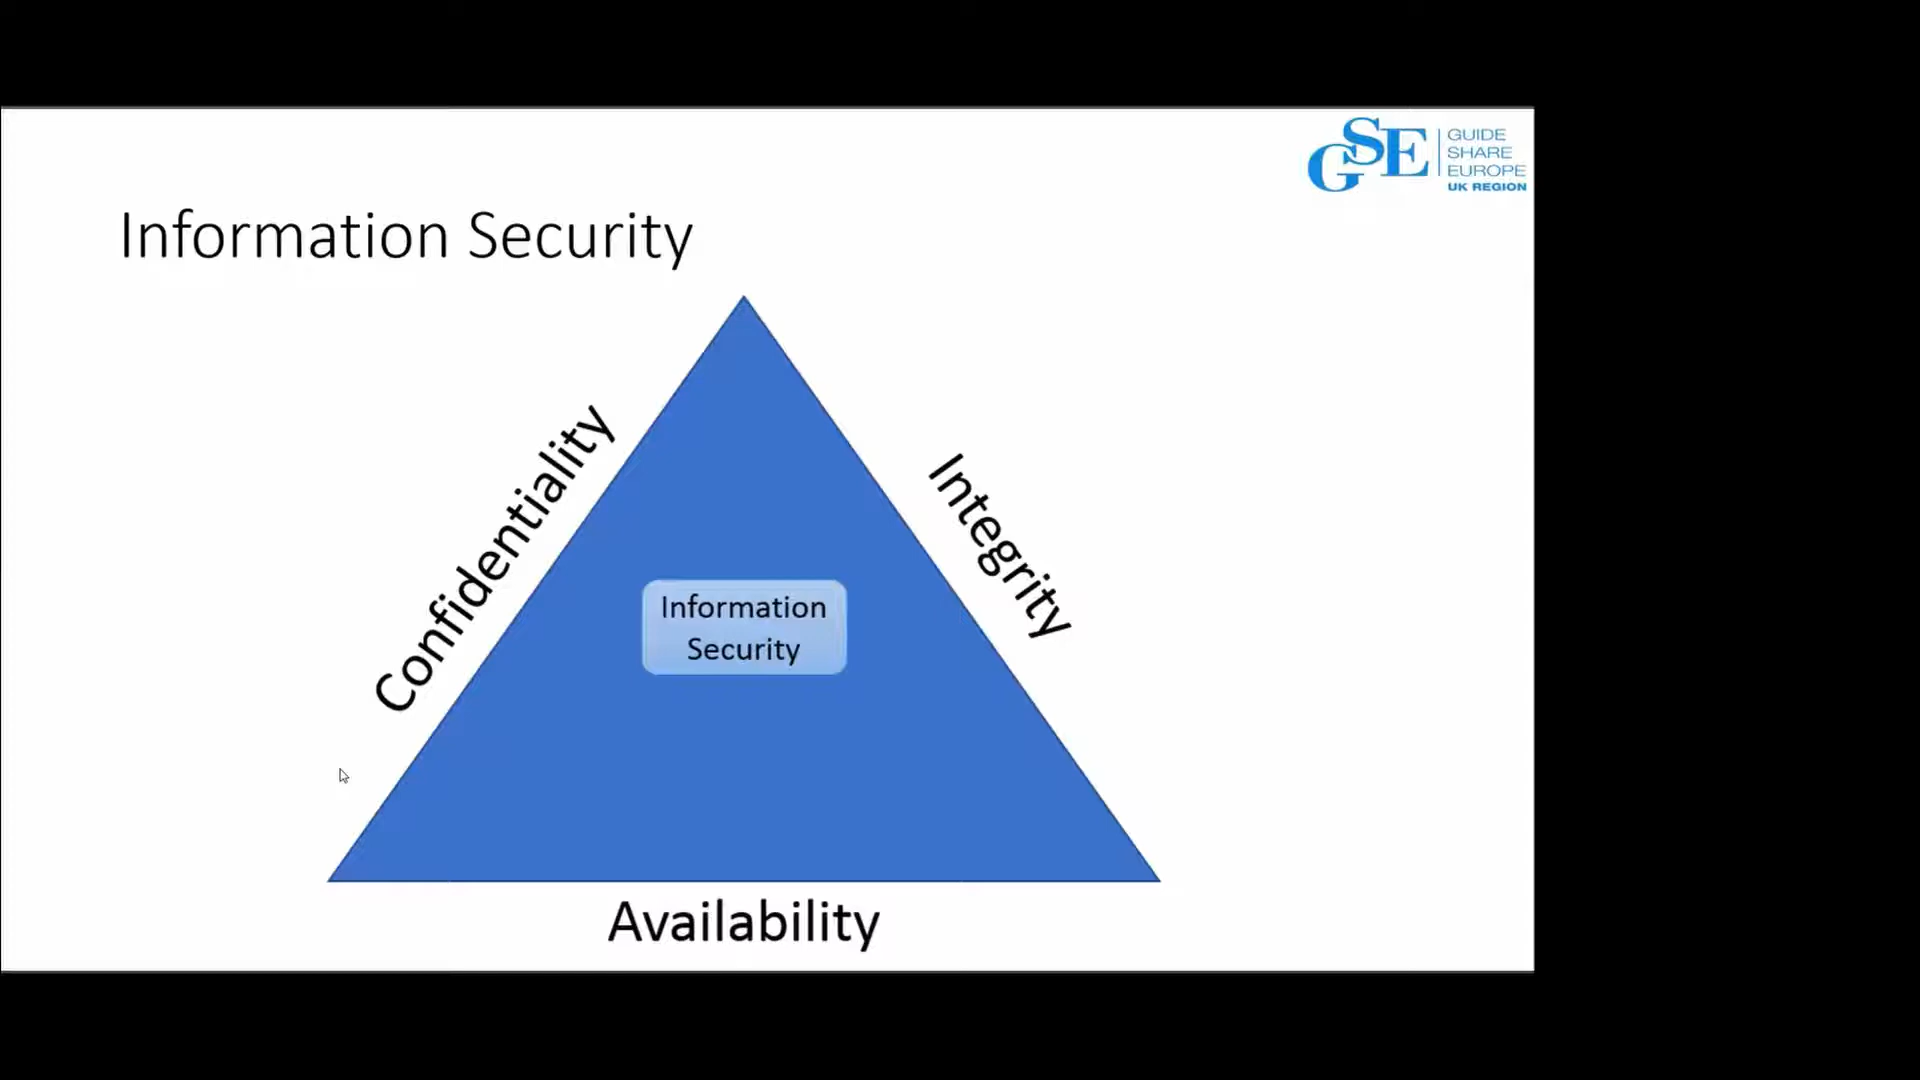 GSE
GUIDE
SHARE
EUROPE
UK REGION
Information Security
Confidentiality
Integrity
Information
Security
Availability